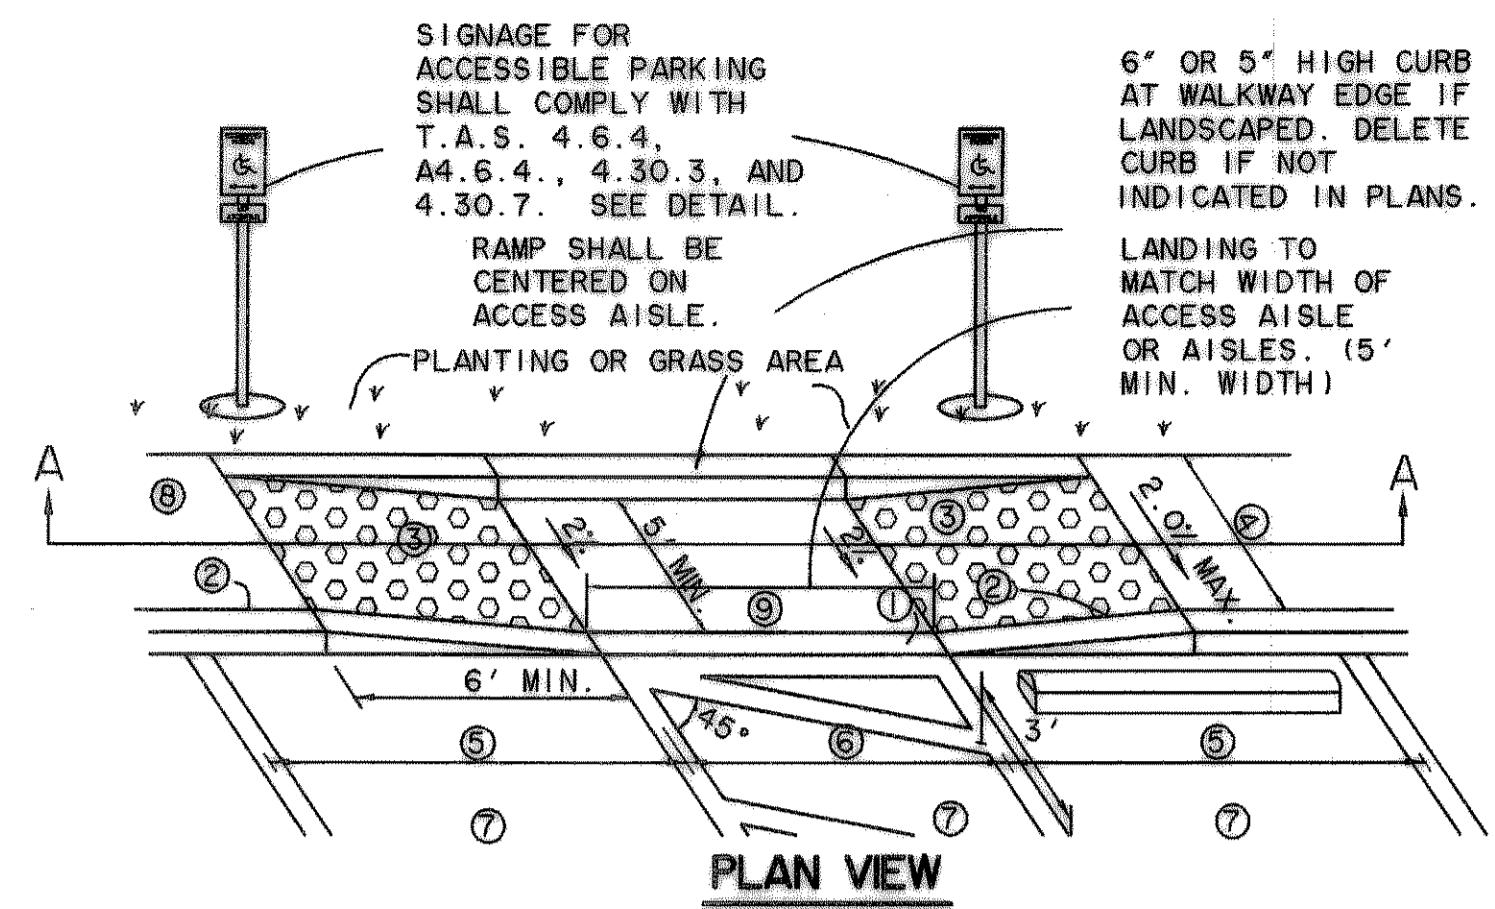 SIGNAGE FOR
ACCESSIBLE PARKING
SHALL COMPLY WITH
T.A.S. 4.6.4,
A4.6.4., 4.30.3, AND
4.30.7. SEE DETAIL.
RAMP SHALL BE
CENTERED ON
ACCESS AISLE.
PLANTING OR GRASS AREA
6" OR 5" HIGH CURB
AT WALKWAY EDGE IF
LANDSCAPED. DELETE
CURB IF NOT
INDICATED IN PLANS.
LANDING TO
MATCH WIDTH OF
ACCESS AISLE
OR AISLES. (5'
MIN. WIDTH)
A
A
8
3
2%
5' MIN.
2%
3
2.0% MAX.
4
2
9
1
2
6' MIN.
45°
3'
5
6
5
7
7
7
PLAN VIEW